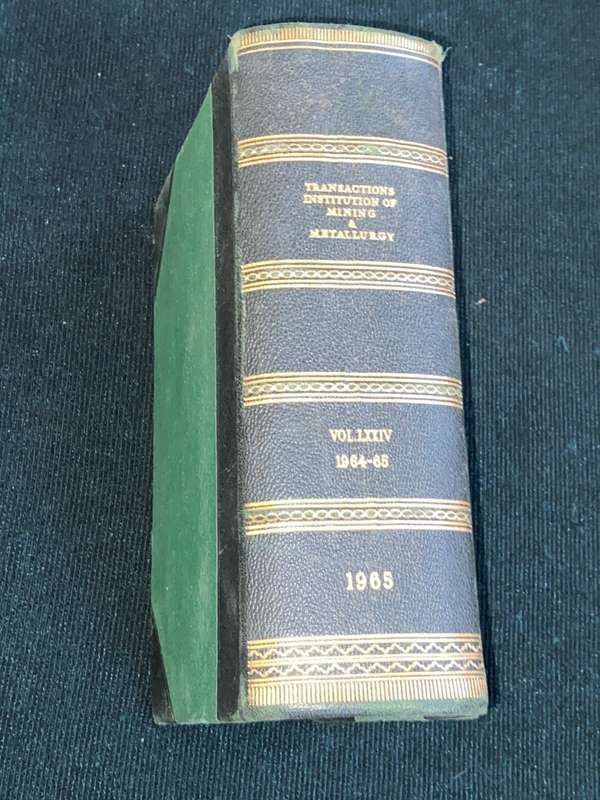 TRANSACTIONS
INSTITUTION OF
MINING
&
METALLURGY
VOL.LXXIV
1964-65
1965